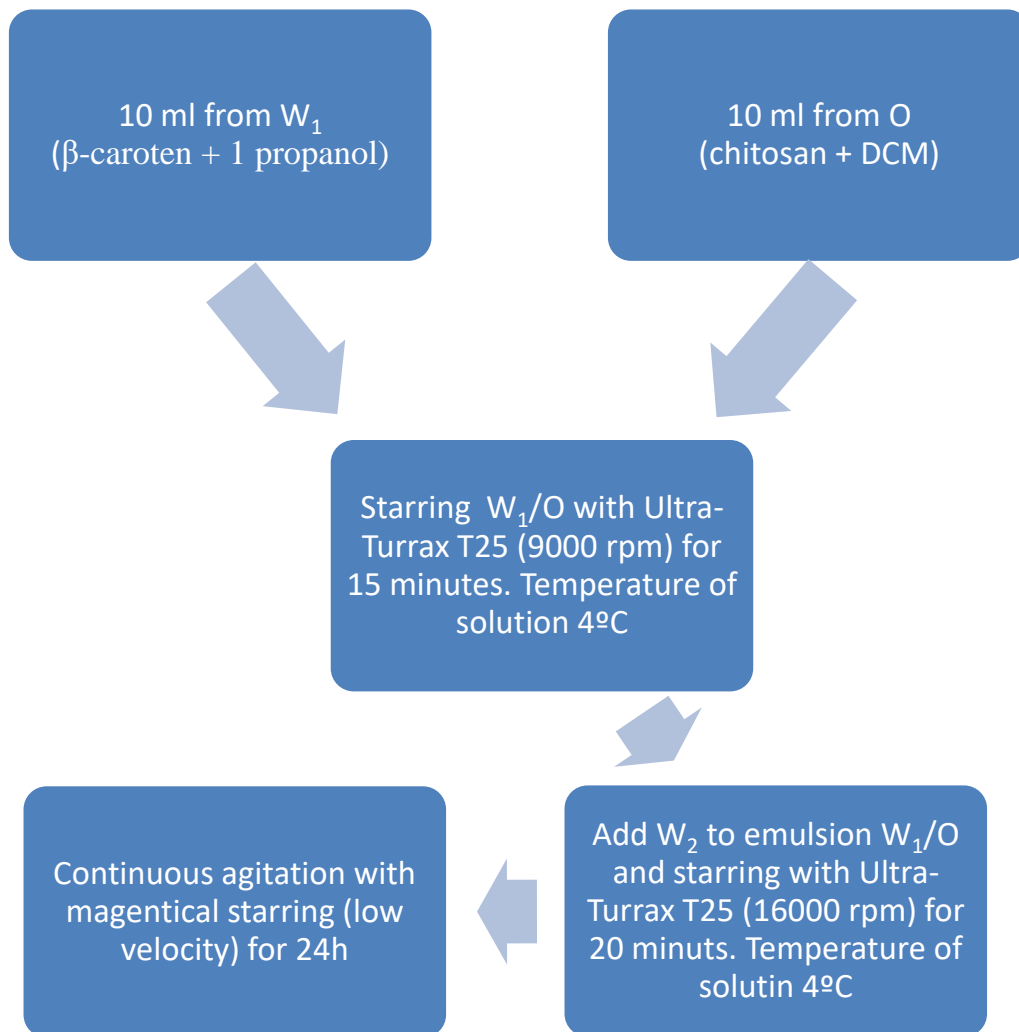 10 ml from W₁
(β-caroten + 1 propanol)
10 ml from O
(chitosan + DCM)
Starring W₁/O with Ultra-
Turrax T25 (9000 rpm) for
15 minutes. Temperature of
solution 4ºC
Add W₂ to emulsion W₁/O
and starring with Ultra-
Turrax T25 (16000 rpm) for
20 minuts. Temperature of
solutin 4ºC
Continuous agitation with
magentical starring (low
velocity) for 24h